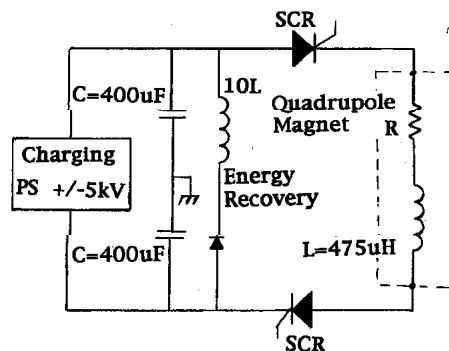 SCR
C=400uF
10L
Quadrupole
Magnet
R
Charging
PS +/-5kV
Energy
Recovery
C=400uF
L=475uH
SCR